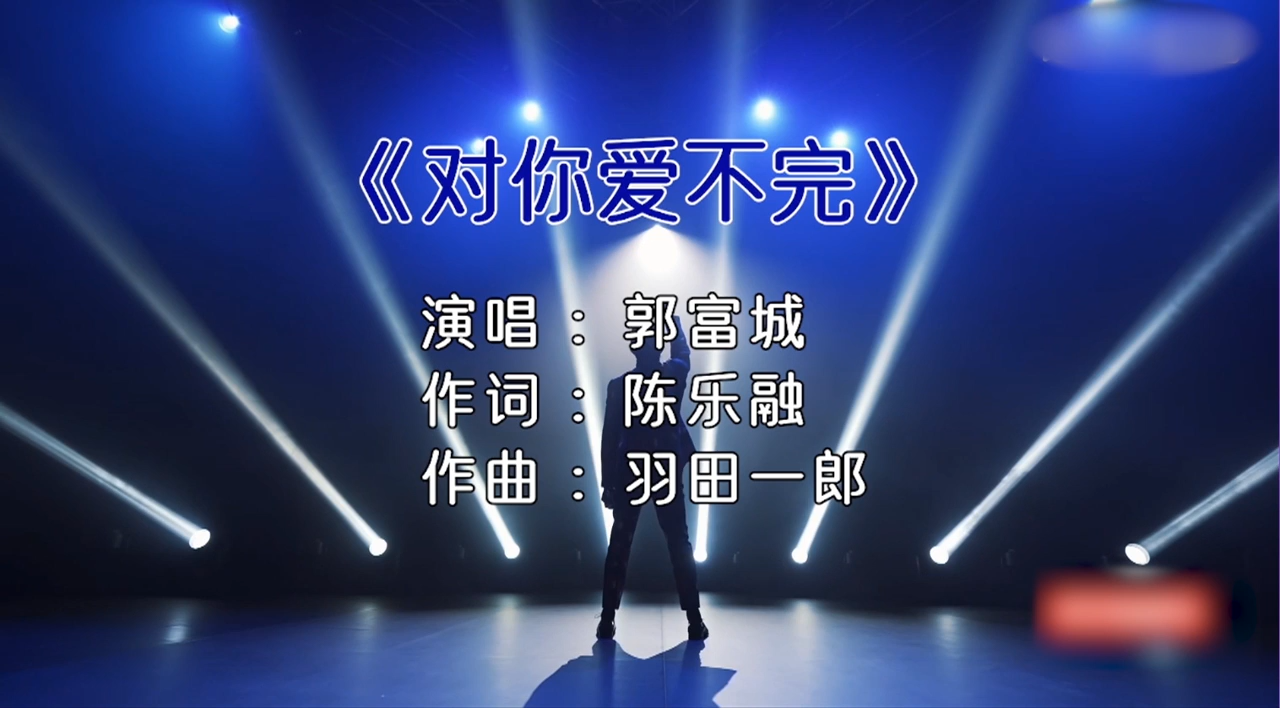 《对你爱不完》
演唱：郭富城
作词：陈乐融
作曲：羽田一郎